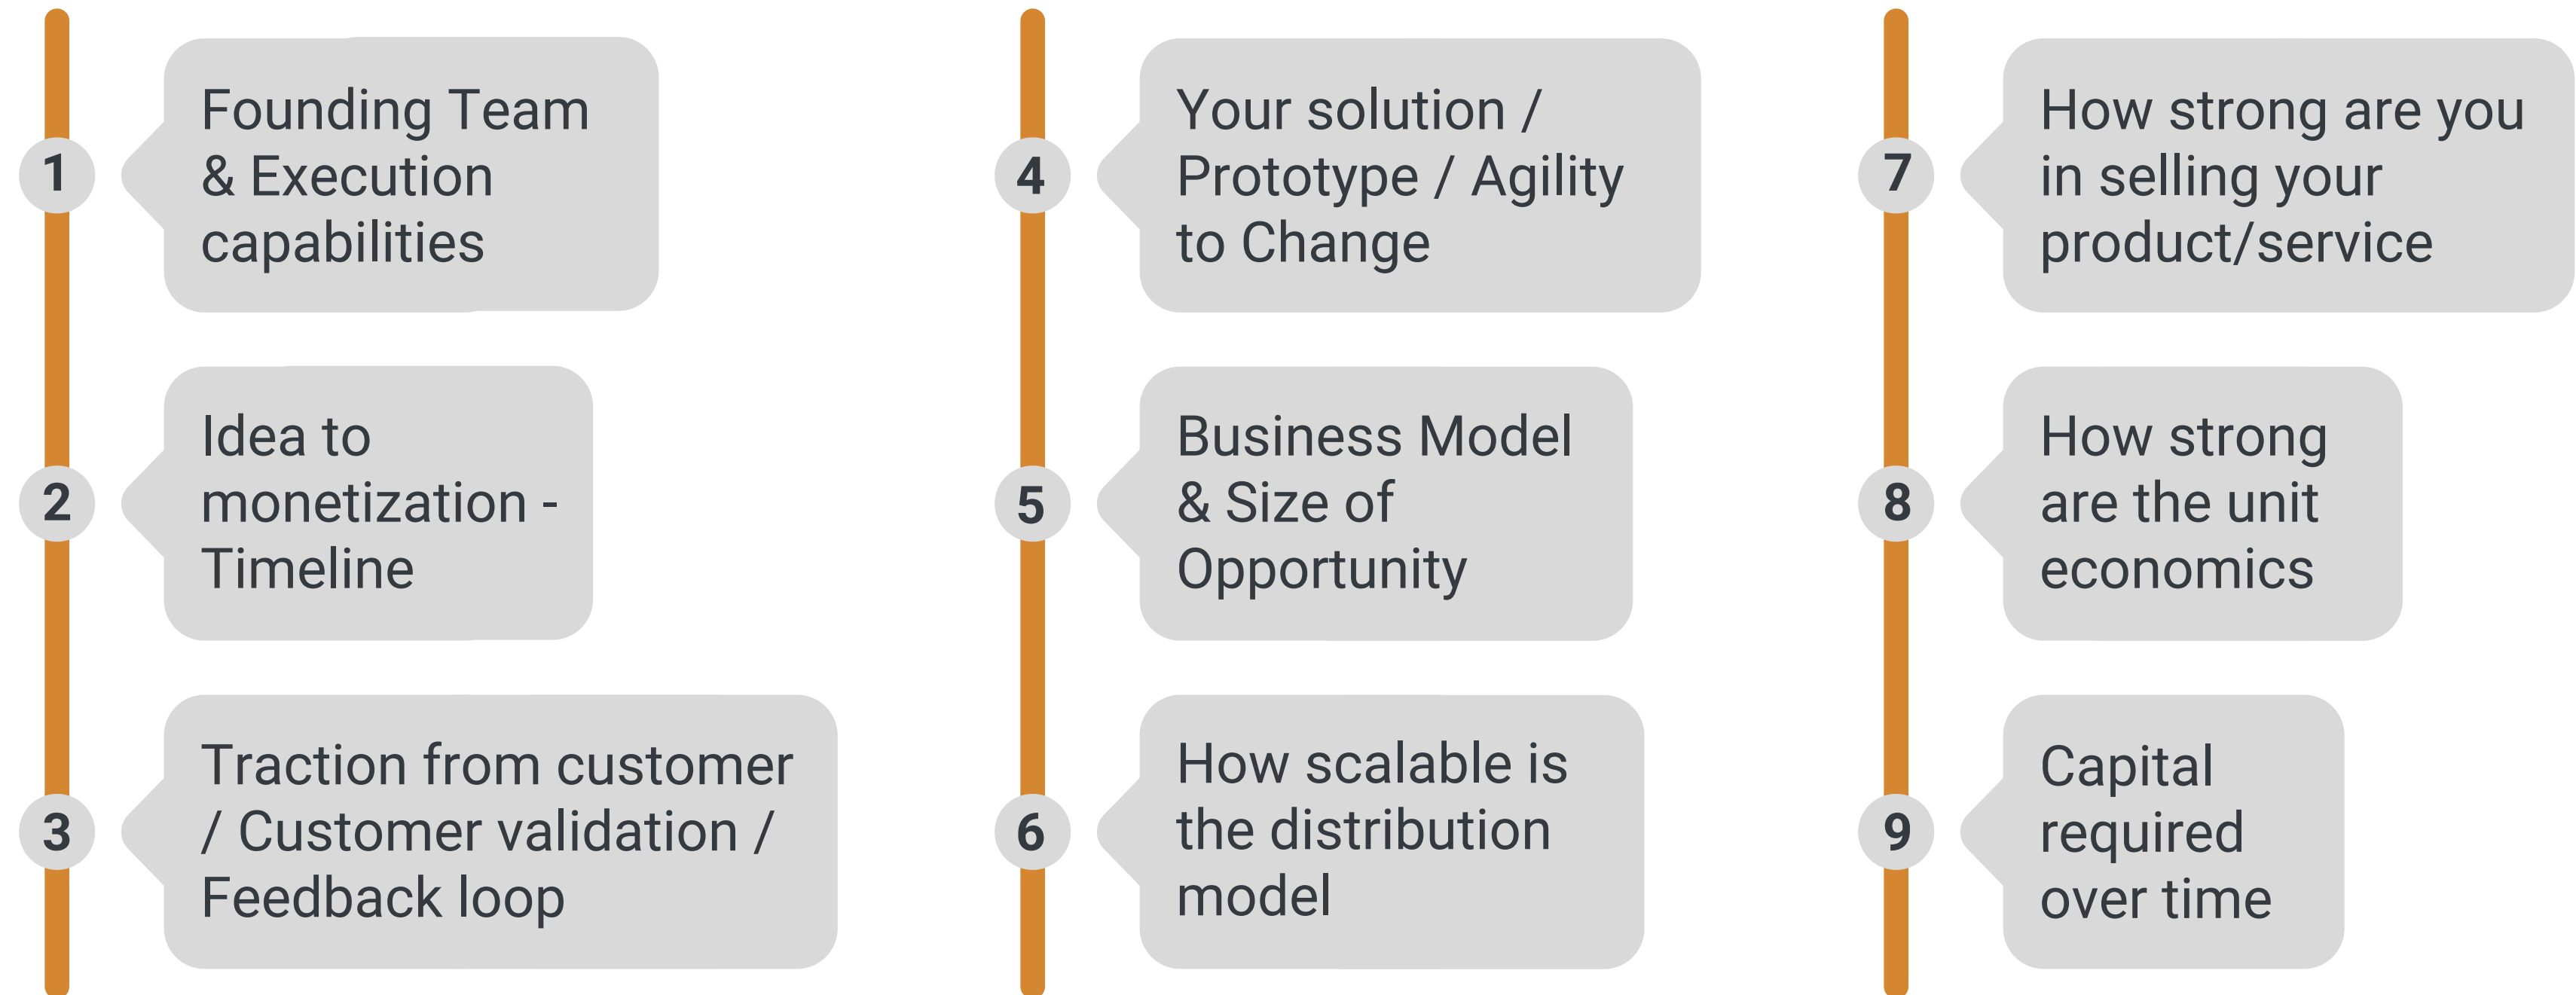 1
Founding Team
& Execution
capabilities
2
Idea to
monetization -
Timeline
3
Traction from customer
/ Customer validation /
Feedback loop
4
Your solution /
Prototype / Agility
to Change
5
Business Model
& Size of
Opportunity
6
How scalable is
the distribution
model
7
How strong are you
in selling your
product/service
8
How strong
are the unit
economics
9
Capital
required
over time